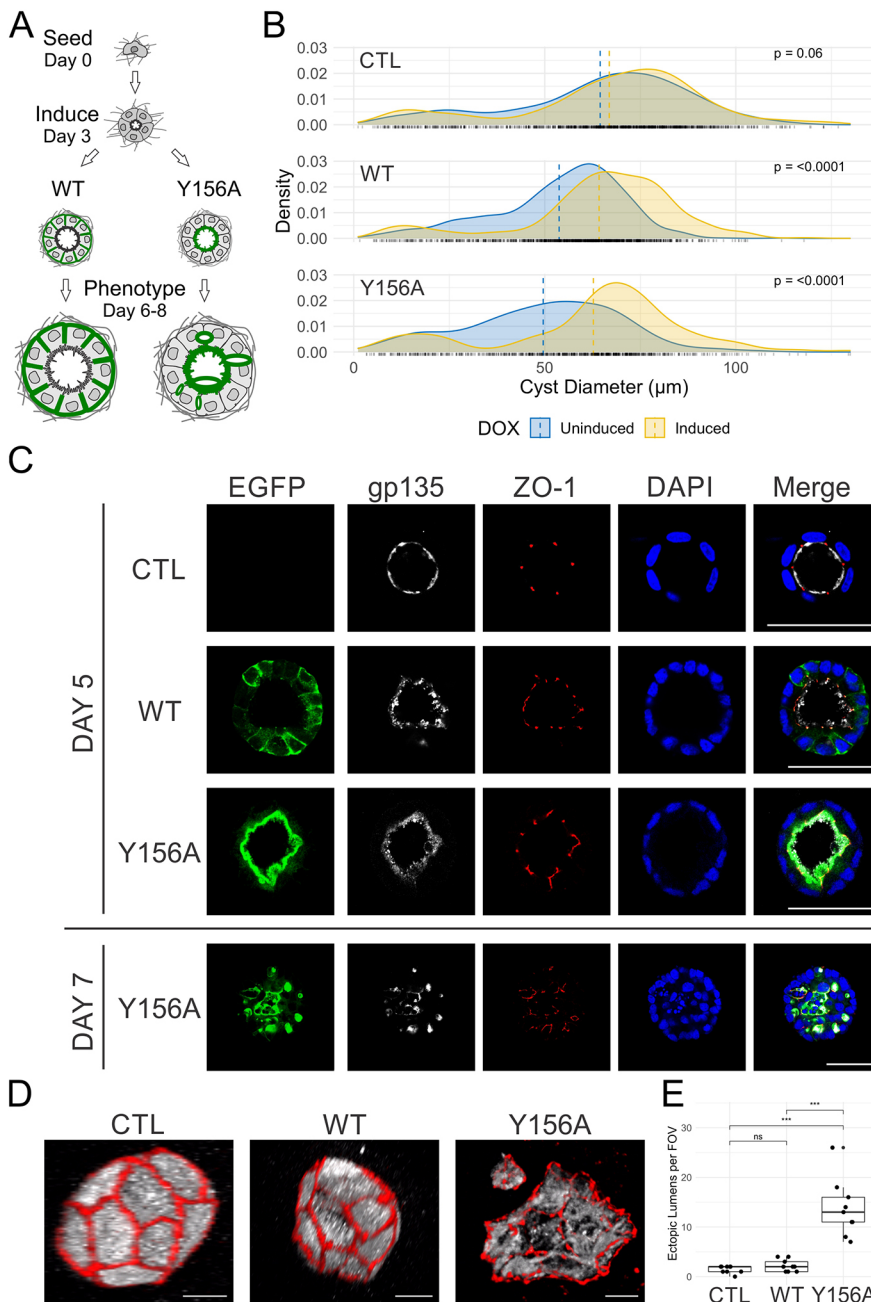 A
Seed
Day 0
Induce
Day 3
WT
Y156A
Phenotype
Day 6-8
B
CTL
p = 0.06
0.03
0.02
0.01
0.00
WT
p = <0.0001
0.03
0.02
0.01
0.00
Y156A
p = <0.0001
0.03
0.02
0.01
0.00
Density
0
50
100
Cyst Diameter (μm)
DOX
Uninduced
Induced
C
EGFP
gp135
ZO-1
DAPI
Merge
DAY 5
CTL
WT
Y156A
DAY 7
Y156A
D
CTL
WT
Y156A
E
Ectopic Lumens per FOV
30
20
10
0
***
***
ns
CTL
WT
Y156A